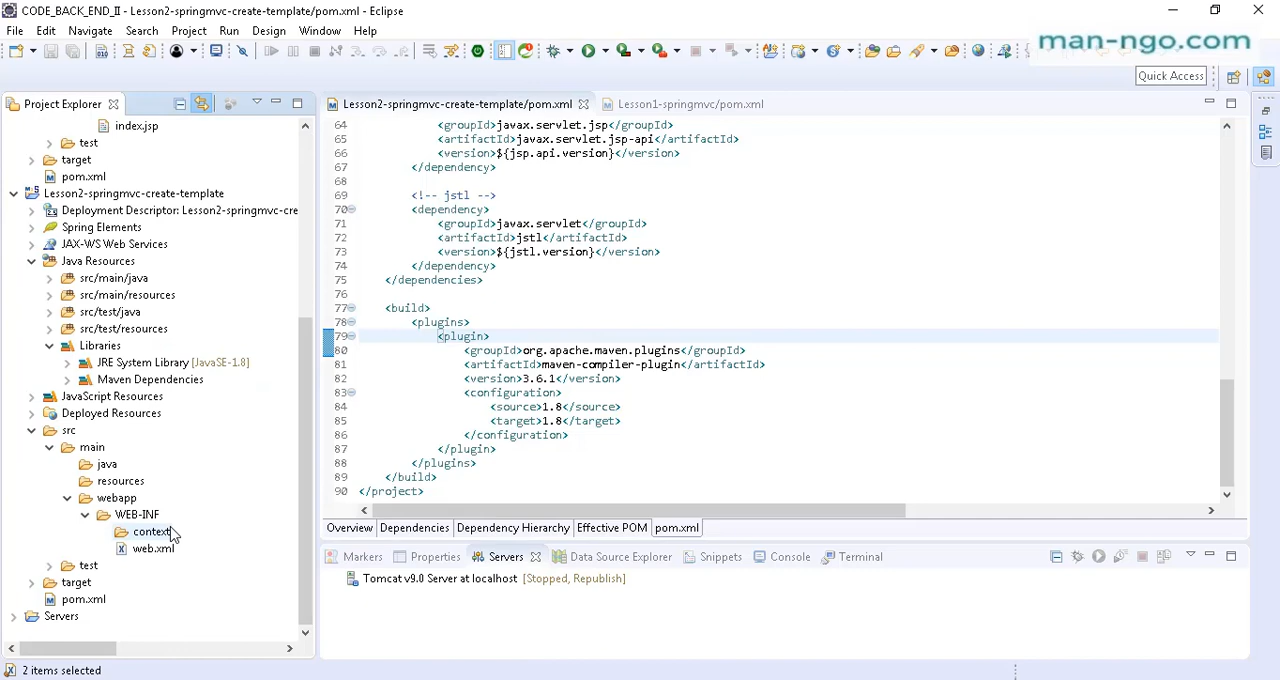 CODE_BACK_END_II - Lesson2-springmvc-create-template/pom.xml - Eclipse
File Edit Navigate Search Project Run Design Window Help
man-ngo.com
Quick Access
Project Explorer
Lesson2-springmvc-create-template/pom.xml
Lesson1-springmvc/pom.xml
index.jsp
test
target
pom.xml
Lesson2-springmvc-create-template
Deployment Descriptor: Lesson2-springmvc-cre
Spring Elements
JAX-WS Web Services
Java Resources
src/main/java
src/main/resources
src/test/java
src/test/resources
Libraries
JRE System Library [JavaSE-1.8]
Maven Dependencies
JavaScript Resources
Deployed Resources
src
main
java
resources
webapp
WEB-INF
context
web.xml
test
target
pom.xml
Servers
64 <groupId>javax.servlet.jsp</groupId>
65 <artifactId>javax.servlet.jsp-api</artifactId>
66 <version>${jsp.api.version}</version>
67 </dependency>
68
69 <!-- jstl -->
70 <dependency>
71 <groupId>javax.servlet</groupId>
72 <artifactId>jstl</artifactId>
73 <version>${jstl.version}</version>
74 </dependency>
75 </dependencies>
76
77 <build>
78 <plugins>
79 <plugin>
80 <groupId>org.apache.maven.plugins</groupId>
81 <artifactId>maven-compiler-plugin</artifactId>
82 <version>3.6.1</version>
83 <configuration>
84 <source>1.8</source>
85 <target>1.8</target>
86 </configuration>
87 </plugin>
88 </plugins>
89 </build>
90 </project>
Overview Dependencies Dependency Hierarchy Effective POM pom.xml
Markers Properties Servers Data Source Explorer Snippets Console Terminal
Tomcat v9.0 Server at localhost [Stopped, Republish]
2 items selected